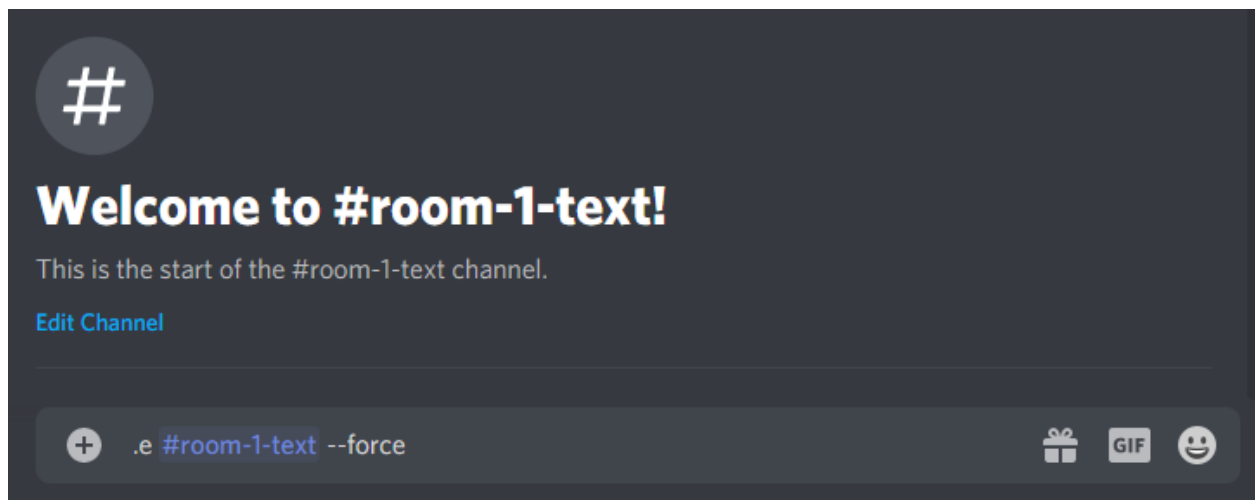 #
Welcome to #room-1-text!
This is the start of the #room-1-text channel.
Edit Channel
.e #room-1-text --force GIF